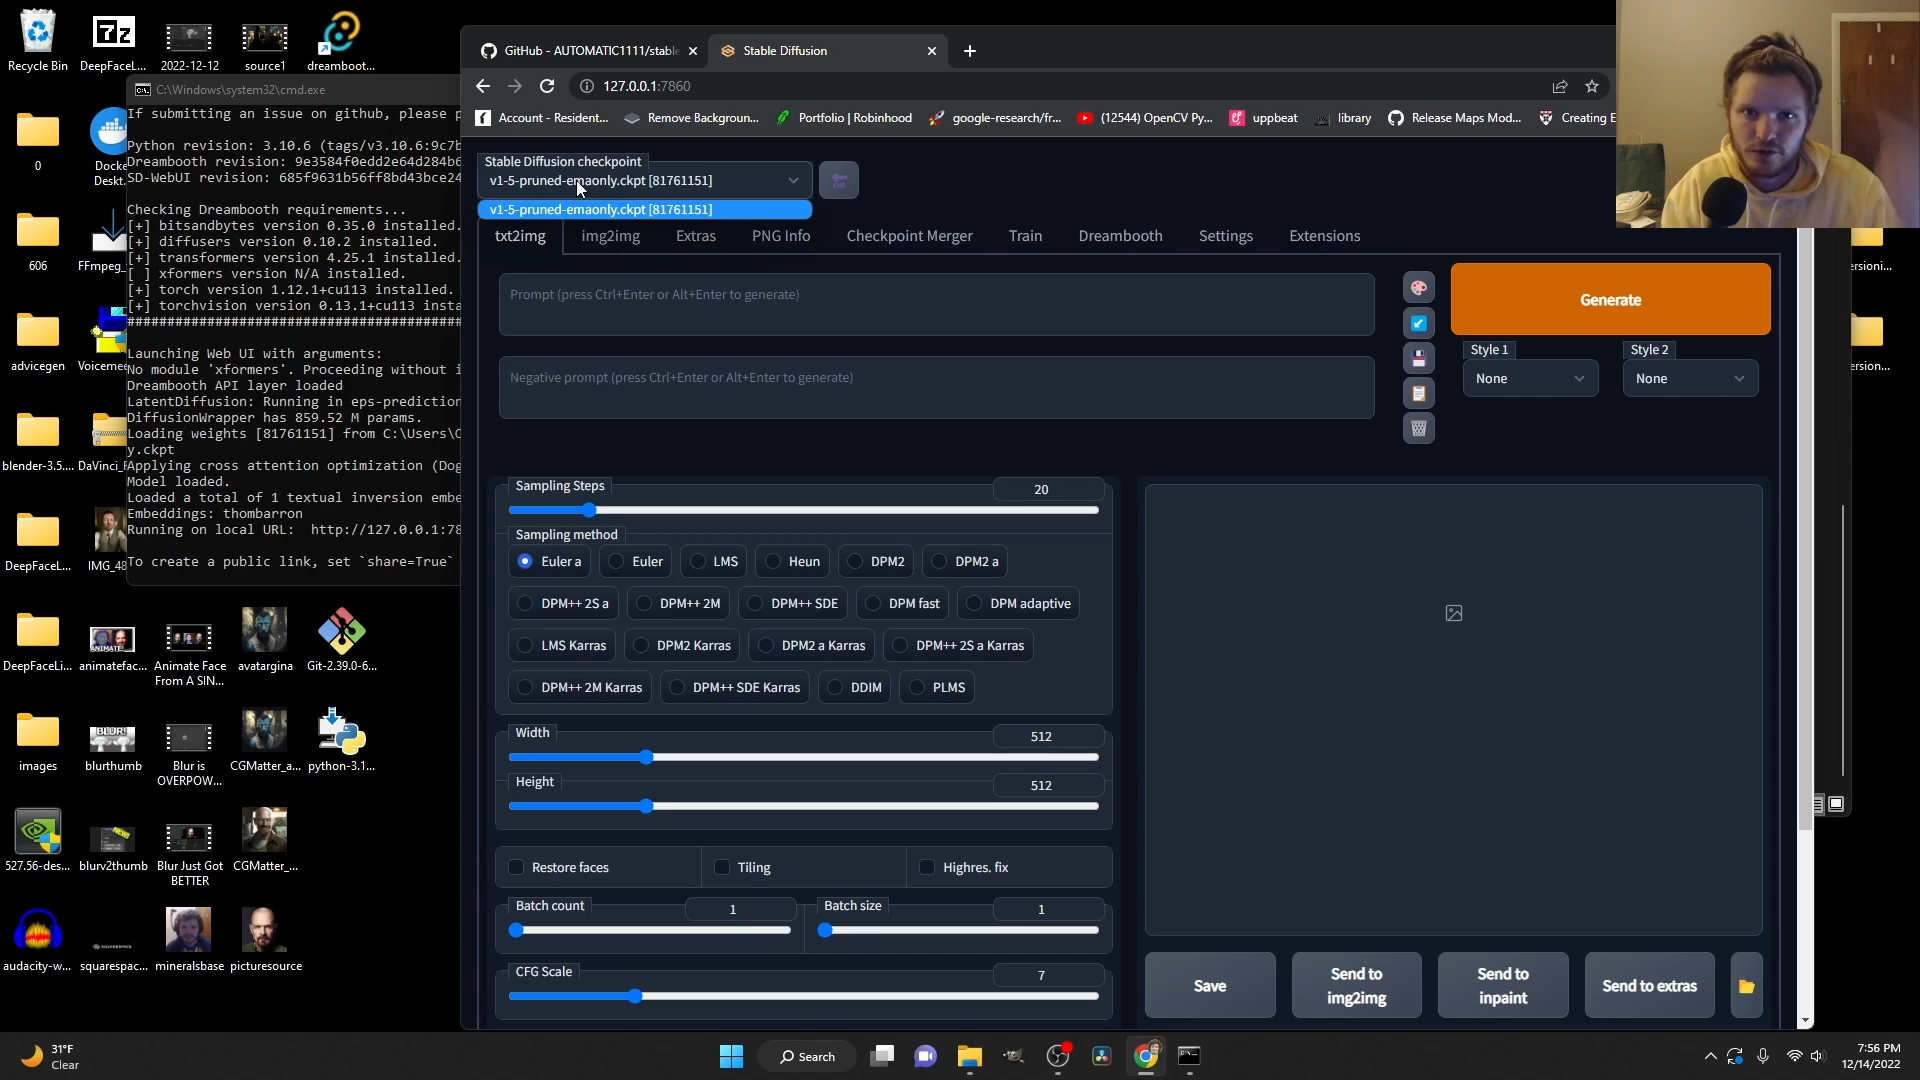 Recycle Bin
DeepFaceL...
2022-12-12
source1
dreamboot...
0
Docke
Deskt.
606
FFmpeg_
advicegen
Voicemee
blender-3.5....
DaVinci_R
DeepFaceL...
IMG_48
DeepFaceLi...
animatefac...
Animate Face
From A SIN...
avatargina
Git-2.39.0-6...
images
blurthumb
Blur is
OVERPOW...
CGMatter_a...
python-3.1...
527.56-des...
blurv2thumb
Blur Just Got
BETTER
CGMatter_...
audacity-w...
squarespac...
mineralsbase
picturesource
C:\Windows\system32\cmd.exe
If submitting an issue on github, please p
Python revision: 3.10.6 (tags/v3.10.6:9c7b
Dreambooth revision: 9e3584f0edd2e64d284b6
SD-WebUI revision: 685f9631b56ff8bd43bce24
Checking Dreambooth requirements...
[+] bitsandbytes version 0.35.0 installed.
[+] diffusers version 0.10.2 installed.
[+] transformers version 4.25.1 installed.
[ ] xformers version N/A installed.
[+] torch version 1.12.1+cu113 installed.
[+] torchvision version 0.13.1+cu113 insta
Launching Web UI with arguments:
No module 'xformers'. Proceeding without i
Dreambooth API layer loaded
LatentDiffusion: Running in eps-prediction
DiffusionWrapper has 859.52 M params.
Loading weights [81761151] from C:\Users\C
y.ckpt
Applying cross attention optimization (Dog
Model loaded.
Loaded a total of 1 textual inversion embe
Embeddings: thombarron
Running on local URL:  http://127.0.0.1:78
To create a public link, set `share=True`
GitHub - AUTOMATIC1111/stable
Stable Diffusion
127.0.0.1:7860
Account - Resident...
Remove Backgroun...
Portfolio | Robinhood
google-research/fr...
(12544) OpenCV Py...
uppbeat
library
Release Maps Mod...
Creating E
Stable Diffusion checkpoint
v1-5-pruned-emaonly.ckpt [81761151]
v1-5-pruned-emaonly.ckpt [81761151]
txt2img
img2img
Extras
PNG Info
Checkpoint Merger
Train
Dreambooth
Settings
Extensions
Prompt (press Ctrl+Enter or Alt+Enter to generate)
Negative prompt (press Ctrl+Enter or Alt+Enter to generate)
Generate
Style 1
None
Style 2
None
Sampling Steps
20
Sampling method
Euler a
Euler
LMS
Heun
DPM2
DPM2 a
DPM++ 2S a
DPM++ 2M
DPM++ SDE
DPM fast
DPM adaptive
LMS Karras
DPM2 Karras
DPM2 a Karras
DPM++ 2S a Karras
DPM++ 2M Karras
DPM++ SDE Karras
DDIM
PLMS
Width
512
Height
512
Restore faces
Tiling
Highres. fix
Batch count
1
Batch size
1
CFG Scale
7
Save
Send to
img2img
Send to
inpaint
Send to extras
ersioni...
ersion...
31°F
Clear
Search
7:56 PM
12/14/2022